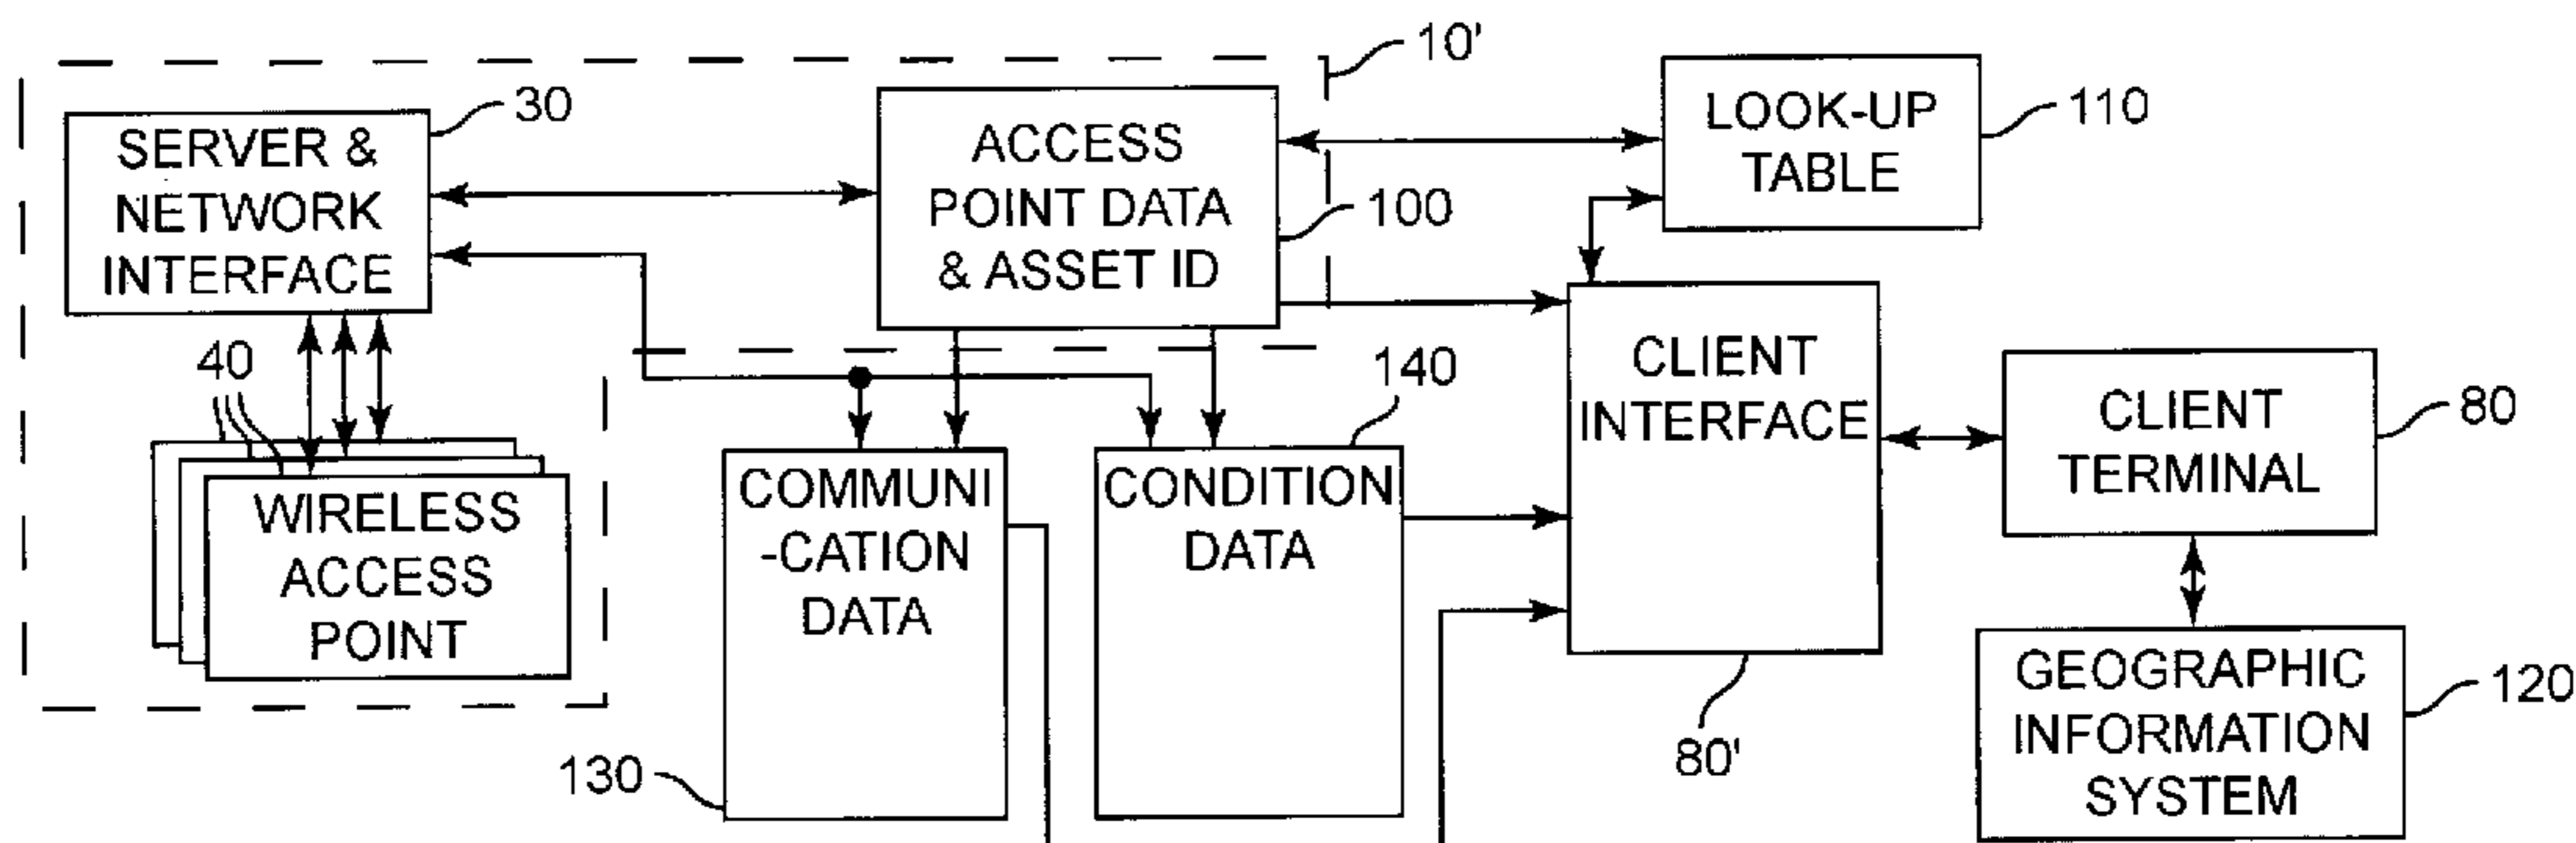 10'
30
SERVER &
NETWORK
INTERFACE
ACCESS
POINT DATA
& ASSET ID
100
LOOK-UP
TABLE
110
40
WIRELESS
ACCESS
POINT
COMMUNI
-CATION
DATA
130
140
CONDITION
DATA
CLIENT
INTERFACE
80'
CLIENT
TERMINAL
80
GEOGRAPHIC
INFORMATION
SYSTEM
120